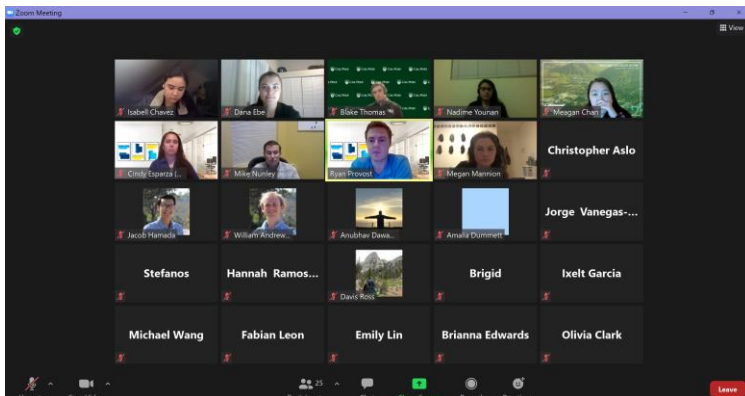 Zoom Meeting
View
Isabell Chavez
Dana Ebe
Blake Thomas
Nadime Younan
Meagan Chan
Cindy Esparza (...
Mike Nunley
Ryan Provost
Megan Mannion
Christopher Aslo
Jacob Hamada
William Andrew...
Anubhav Dawa...
Amalia Dummett
Jorge Vanegas-...
Stefanos
Hannah Ramos...
Davis Ross
Brigid
Ixelt Garcia
Michael Wang
Fabian Leon
Emily Lin
Brianna Edwards
Olivia Clark
25
Leave